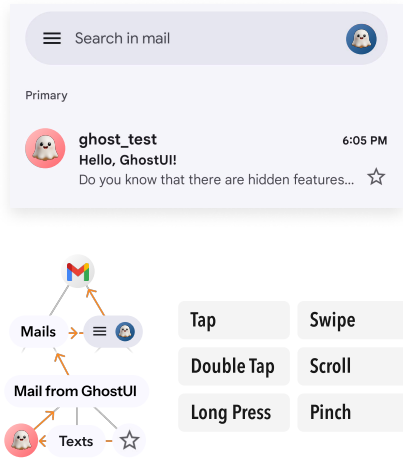 Search in mail
Primary
ghost_test
6:05 PM
Hello, GhostUI!
Do you know that there are hidden features...
Mails
Mail from GhostUI
Texts
Tap
Swipe
Double Tap
Scroll
Long Press
Pinch